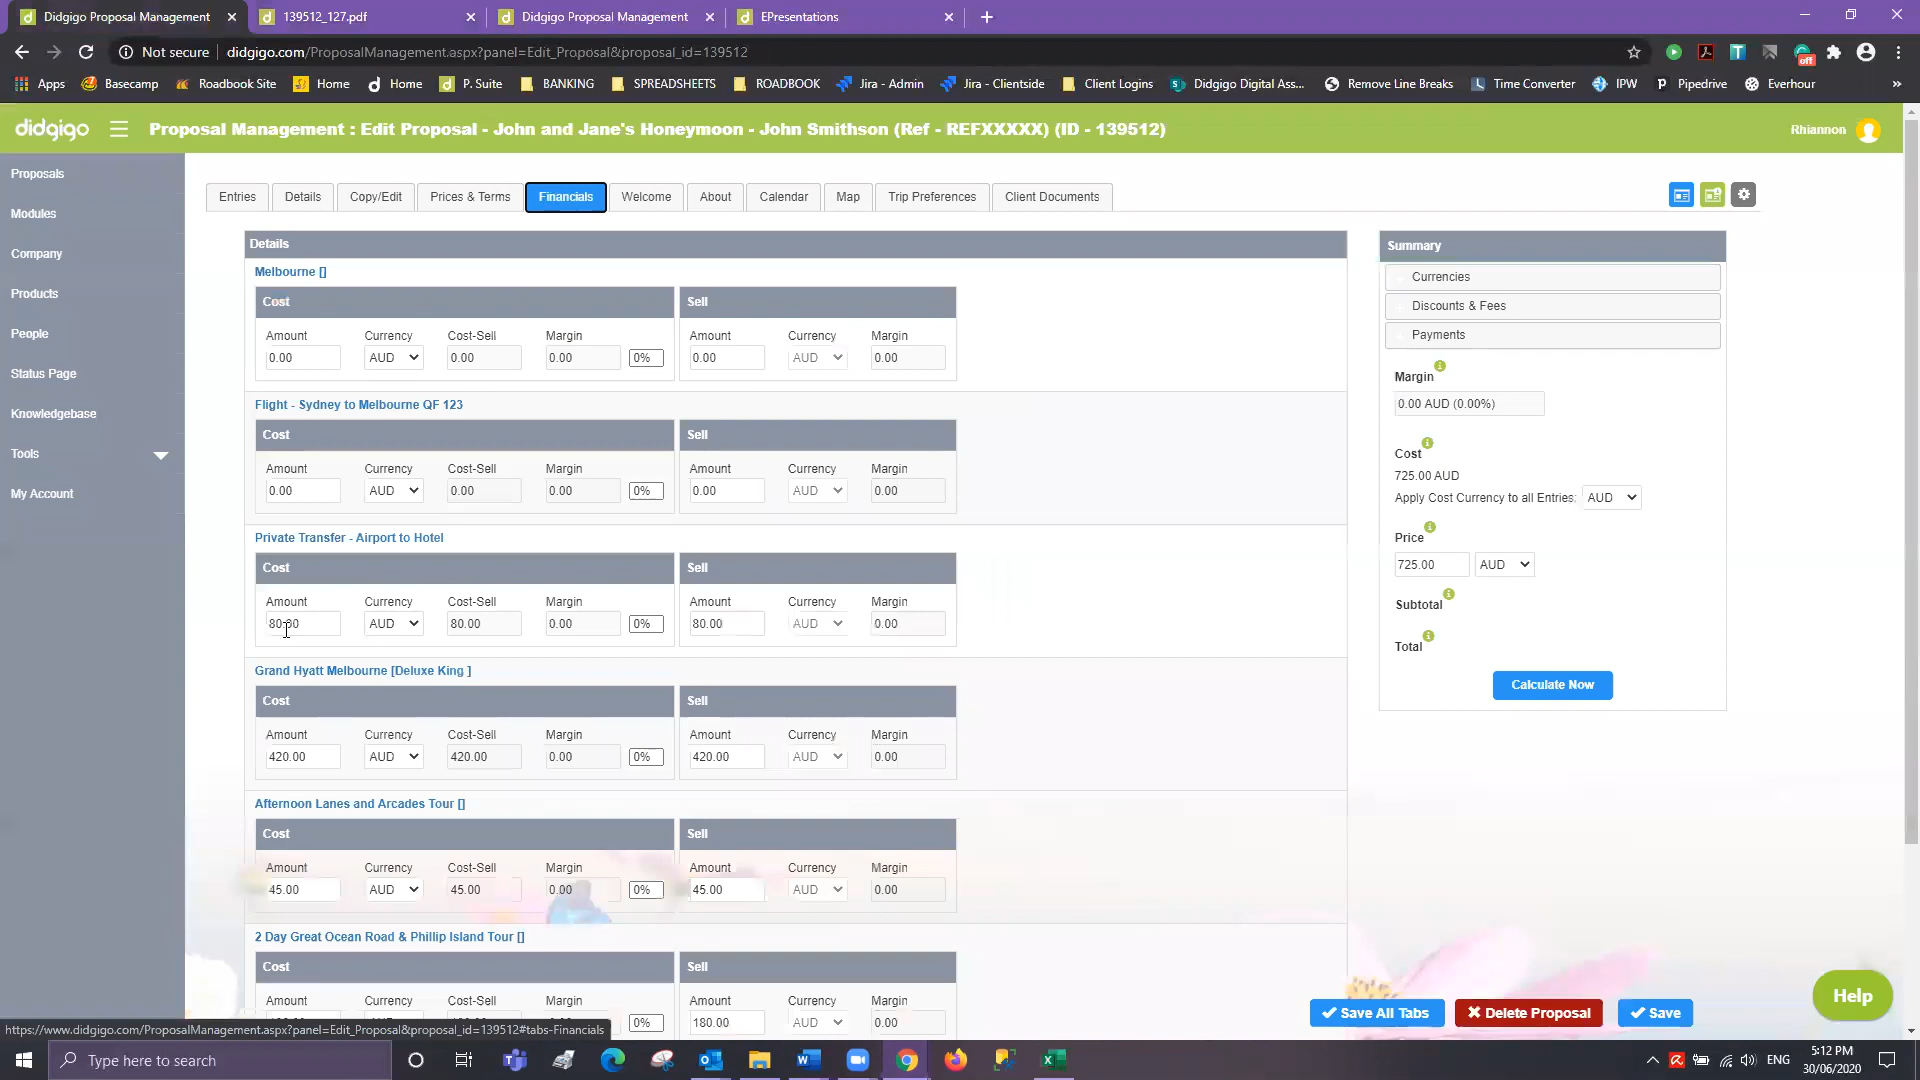 Didgigo Proposal Management
139512_127.pdf
Didgigo Proposal Management
EPresentations
Not secure
didgigo.com/ProposalManagement.aspx?panel=Edit_Proposal&proposal_id=139512
off
Apps
Basecamp
Roadbook Site
Home
Home
P. Suite
BANKING
SPREADSHEETS
ROADBOOK
Jira - Admin
Jira - Clientside
Client Logins
Didgigo Digital Ass...
Remove Line Breaks
Time Converter
IPW
Pipedrive
Everhour
»
didgigo
Proposal Management : Edit Proposal - John and Jane's Honeymoon - John Smithson (Ref - REFXXXXX) (ID - 139512)
Rhiannon
Proposals
Modules
Company
Products
People
Status Page
Knowledgebase
Tools
My Account
Entries
Details
Copy/Edit
Prices & Terms
Financials
Welcome
About
Calendar
Map
Trip Preferences
Client Documents
Details
Melbourne []
Cost
Sell
Amount Currency Cost-Sell Margin
Amount Currency Margin
0.00 AUD 0.00 0.00 0%
0.00 AUD 0.00
Flight - Sydney to Melbourne QF 123
Cost
Sell
Amount Currency Cost-Sell Margin
Amount Currency Margin
0.00 AUD 0.00 0.00 0%
0.00 AUD 0.00
Private Transfer - Airport to Hotel
Cost
Sell
Amount Currency Cost-Sell Margin
Amount Currency Margin
80.00 AUD 80.00 0.00 0%
80.00 AUD 0.00
Grand Hyatt Melbourne [Deluxe King ]
Cost
Sell
Amount Currency Cost-Sell Margin
Amount Currency Margin
420.00 AUD 420.00 0.00 0%
420.00 AUD 0.00
Afternoon Lanes and Arcades Tour []
Cost
Sell
Amount Currency Cost-Sell Margin
Amount Currency Margin
45.00 AUD 45.00 0.00 0%
45.00 AUD 0.00
2 Day Great Ocean Road & Phillip Island Tour []
Cost
Sell
Amount Currency Cost-Sell Margin
Amount Currency Margin
0%
180.00 AUD 0.00
Summary
Currencies
Discounts & Fees
Payments
Margin
0.00 AUD (0.00%)
Cost
725.00 AUD
Apply Cost Currency to all Entries: AUD
Price
725.00 AUD
Subtotal
Total
Calculate Now
Help
Save All Tabs
Delete Proposal
Save
https://www.didgigo.com/ProposalManagement.aspx?panel=Edit_Proposal&proposal_id=139512#tabs-Financials
Type here to search
ENG
5:12 PM
30/06/2020